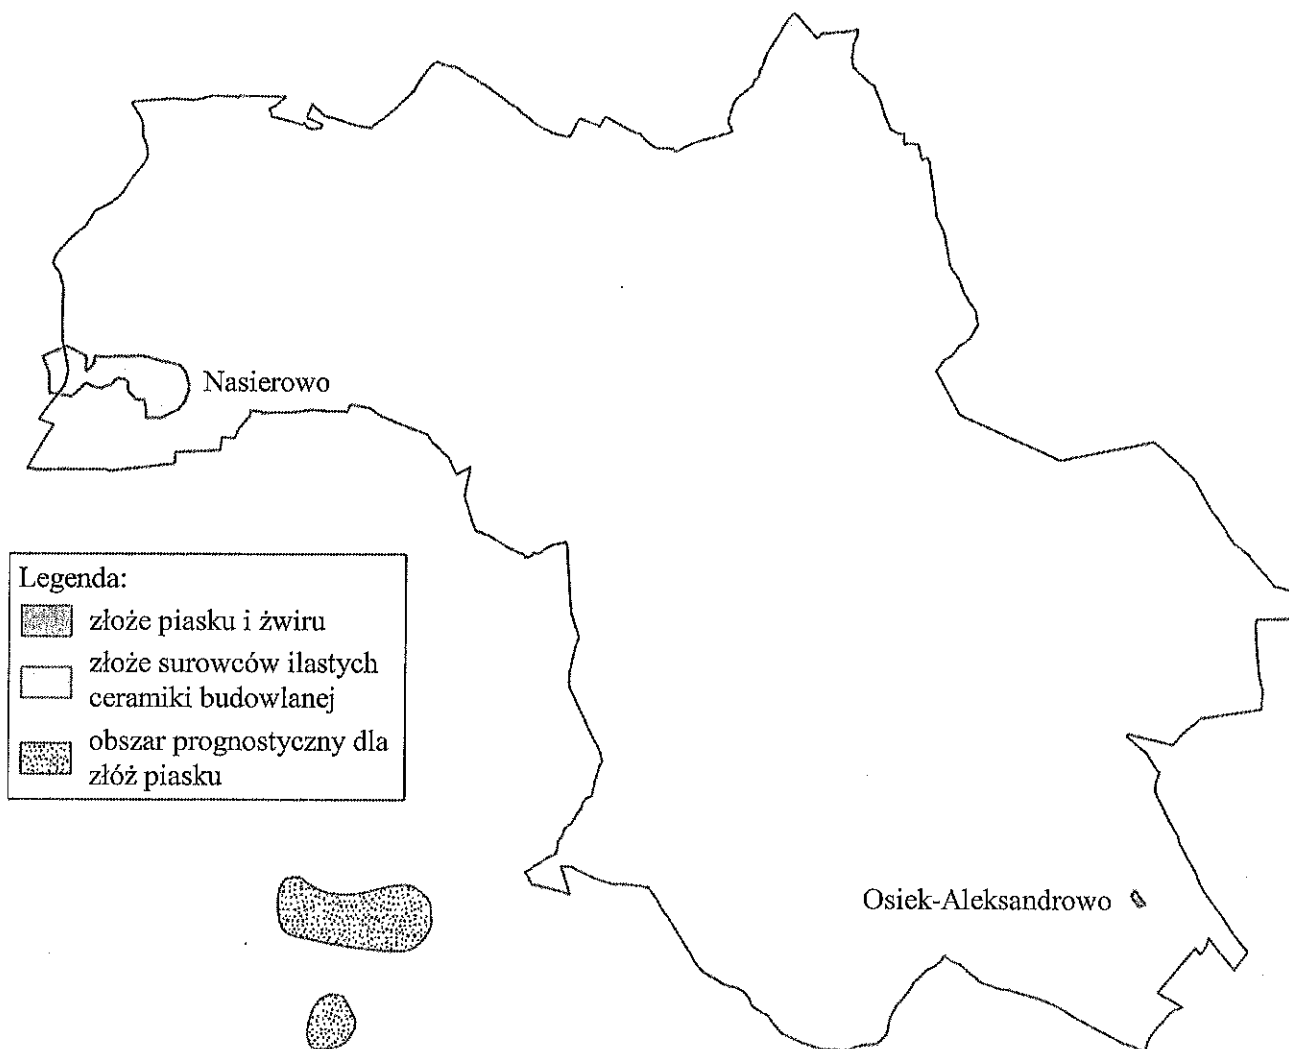 Nasierowo
Legenda:
złoże piasku i żwiru
złoże surowców ilastych
ceramiki budowlanej
obszar prognostyczny dla
złóż piasku
Osiek-Aleksandrowo